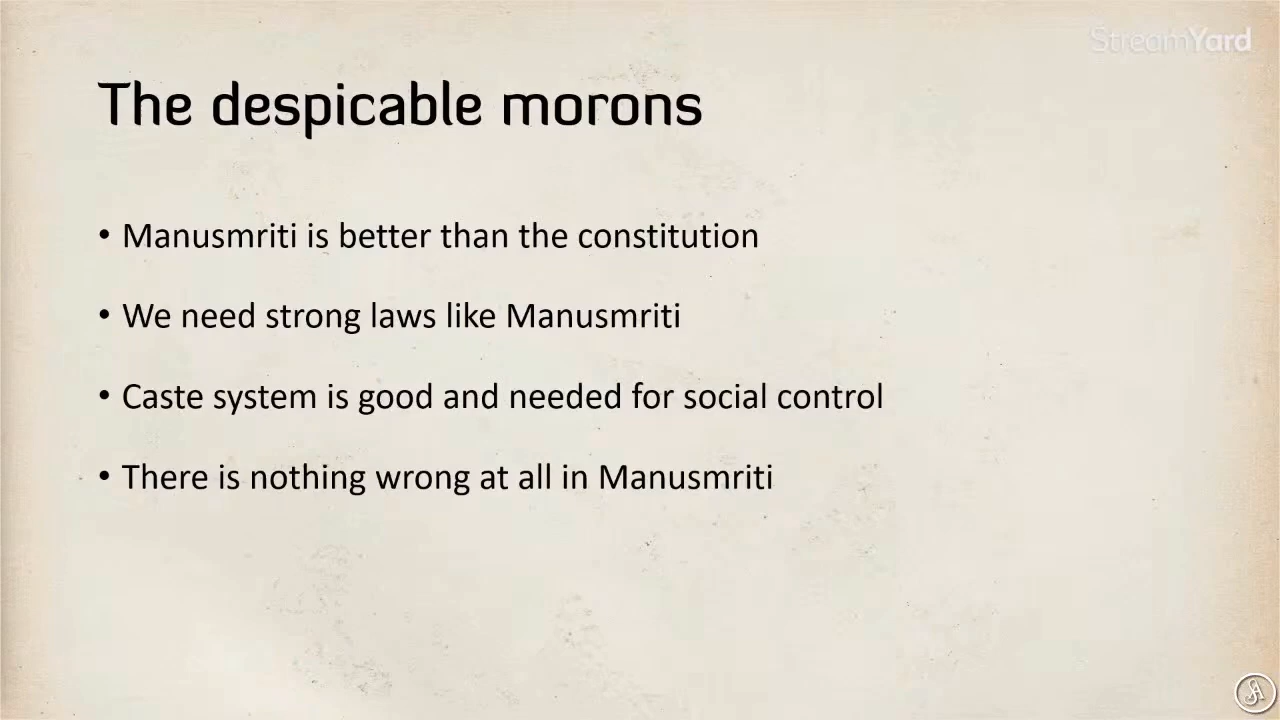 StreamYard
The despicable morons
• Manusmriti is better than the constitution
• We need strong laws like Manusmriti
• Caste system is good and needed for social control
• There is nothing wrong at all in Manusmriti